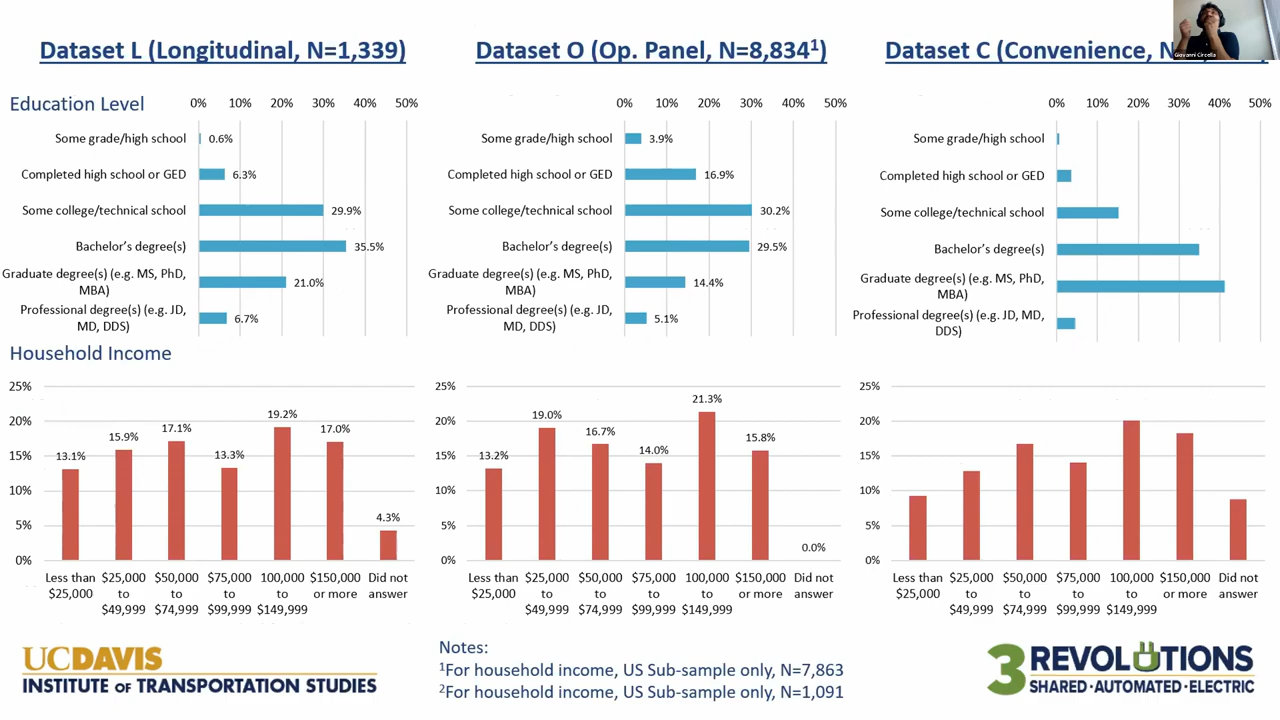 Dataset L (Longitudinal, N=1,339)
Dataset O (Op. Panel, N=8,834¹)
Dataset C (Convenience, N
Giovanni Circella
Education Level
0% 10% 20% 30% 40% 50%
Some grade/high school 0.6%
Completed high school or GED 6.3%
Some college/technical school 29.9%
Bachelor's degree(s) 35.5%
Graduate degree(s) (e.g. MS, PhD,
MBA) 21.0%
Professional degree(s) (e.g. JD,
MD, DDS) 6.7%
0% 10% 20% 30% 40% 50%
Some grade/high school 3.9%
Completed high school or GED 16.9%
Some college/technical school 30.2%
Bachelor's degree(s) 29.5%
Graduate degree(s) (e.g. MS, PhD,
MBA) 14.4%
Professional degree(s) (e.g. JD,
MD, DDS) 5.1%
0% 10% 20% 30% 40% 50%
Some grade/high school
Completed high school or GED
Some college/technical school
Bachelor's degree(s)
Graduate degree(s) (e.g. MS, PhD,
MBA)
Professional degree(s) (e.g. JD, MD,
DDS)
Household Income
25%
20%
15%
10%
5%
0%
13.1% 15.9% 17.1% 13.3% 19.2% 17.0% 4.3%
Less than $25,000 $50,000 $75,000 100,000 $150,000 Did not
$25,000 to to to to or more answer
$49,999 $74,999 $99,999 $149,999
25%
20%
15%
10%
5%
0%
13.2% 19.0% 16.7% 14.0% 21.3% 15.8% 0.0%
Less than $25,000 $50,000 $75,000 100,000 $150,000 Did not
$25,000 to to to to or more answer
$49,999 $74,999 $99,999 $149,999
25%
20%
15%
10%
5%
0%
Less than $25,000 $50,000 $75,000 100,000 $150,000 Did not
$25,000 to to to to or more answer
$49,999 $74,999 $99,999 $149,999
UCDAVIS
INSTITUTE OF TRANSPORTATION STUDIES
Notes:
¹For household income, US Sub-sample only, N=7,863
²For household income, US Sub-sample only, N=1,091
3 REVOLUTIONS
SHARED·AUTOMATED·ELECTRIC